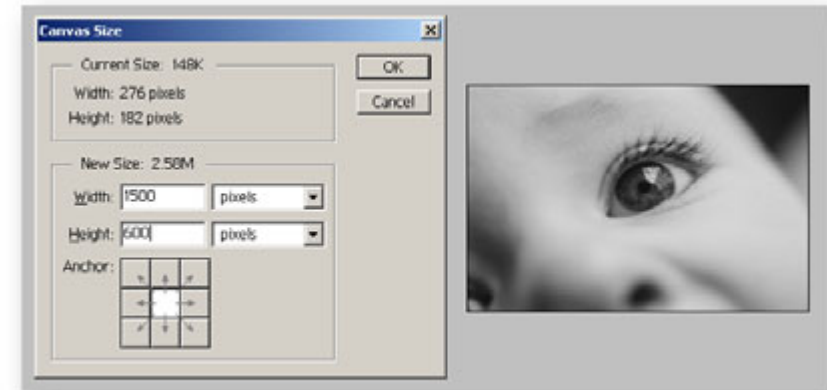 Canvas Size
Current Size: 148K
OK
Width: 276 pixels
Cancel
Height: 182 pixels
New Size: 2.58M
Width: 1500 pixels
Height: 600 pixels
Anchor: